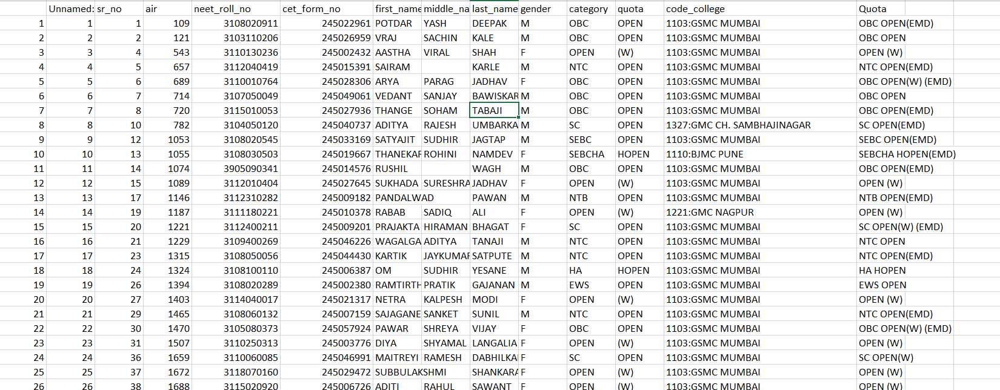 Unnamed: sr_no air neet_roll_no cet_form_no first_name middle_na last_name gender category quota code_college Quota
1 1 1 109 3108020911 245022961 POTDAR YASH DEEPAK M OBC OPEN 1103:GSMC MUMBAI OBC OPEN(EMD)
2 2 2 121 3103110206 245026959 VRAJ SACHIN KALE M OBC OPEN 1103:GSMC MUMBAI OBC OPEN
3 3 4 543 3110130236 245002432 AASTHA VIRAL SHAH F OPEN (W) 1103:GSMC MUMBAI OPEN (W)
4 4 5 657 3112040419 245015391 SAIRAM KARLE M NTC OPEN 1103:GSMC MUMBAI NTC OPEN(EMD)
5 5 6 689 3110010764 245028306 ARYA PARAG JADHAV F OBC OPEN 1103:GSMC MUMBAI OBC OPEN(W) (EMD)
6 6 7 714 3107050049 245049061 VEDANT SANJAY BAWISKAR M OBC OPEN 1103:GSMC MUMBAI OBC OPEN
7 7 8 720 3115010053 245027936 THANGE SOHAM TABAJI M OBC OPEN 1103:GSMC MUMBAI OBC OPEN(EMD)
8 8 10 782 3104050120 245040737 ADITYA RAJESH UMBARKA M SC OPEN 1327:GMC CH. SAMBHAJINAGAR SC OPEN(EMD)
9 9 12 1053 3108020545 245033169 SATYAJIT SUDHIR JAGTAP M SEBC OPEN 1103:GSMC MUMBAI SEBC OPEN(EMD)
10 10 13 1055 3108030503 245019667 THANEKAR ROHINI NAMDEV F SEBCHA HOPEN 1110:BJMC PUNE SEBCHA HOPEN(EMD)
11 11 14 1074 3905090341 245014576 RUSHIL WAGH M OBC OPEN 1103:GSMC MUMBAI OBC OPEN(EMD)
12 12 15 1089 3112010404 245027645 SUKHADA SURESHRA JADHAV F OPEN (W) 1103:GSMC MUMBAI OPEN (W)
13 13 17 1146 3112310282 245009182 PANDALWAD PAWAN M NTB OPEN 1103:GSMC MUMBAI NTB OPEN(EMD)
14 14 19 1187 3111180221 245010378 RABAB SADIQ ALI F OPEN (W) 1221:GMC NAGPUR OPEN (W)
15 15 20 1221 3112400211 245009201 PRAJAKTA HIRAMAN BHAGAT F SC OPEN 1103:GSMC MUMBAI SC OPEN(W) (EMD)
16 16 21 1229 3109400269 245046226 WAGALGA ADITYA TANAJI M NTC OPEN 1103:GSMC MUMBAI NTC OPEN
17 17 23 1315 3108050056 245044430 KARTIK JAYKUMAR SATPUTE M NTC OPEN 1103:GSMC MUMBAI NTC OPEN(EMD)
18 18 24 1324 3108100110 245006387 OM SUDHIR YESANE M HA HOPEN 1103:GSMC MUMBAI HA HOPEN
19 19 26 1394 3108020289 245002380 RAMTIRTH PRATIK GAJANAN M EWS OPEN 1103:GSMC MUMBAI EWS OPEN
20 20 27 1403 3114040017 245021317 NETRA KALPESH MODI F OPEN (W) 1103:GSMC MUMBAI OPEN (W)
21 21 29 1465 3108060132 245007159 SAJAGANE SANKET SUNIL M NTC OPEN 1103:GSMC MUMBAI NTC OPEN(EMD)
22 22 30 1470 3105080373 245057924 PAWAR SHREYA VIJAY F OBC OPEN 1103:GSMC MUMBAI OBC OPEN(W) (EMD)
23 23 31 1507 3110250313 245003776 DIYA SHYAMAL LANGALIA F OPEN (W) 1103:GSMC MUMBAI OPEN (W)
24 24 36 1659 3110060085 245046991 MAITREYI RAMESH DABHILKA F SC OPEN 1103:GSMC MUMBAI SC OPEN(W)
25 25 37 1672 3118070160 245029472 SUBBULAKSHMI SHANKARA F OPEN (W) 1103:GSMC MUMBAI OPEN (W)
26 26 38 1688 3115020920 245006726 ADITI RAHUL SAWANT F OPEN (W) 1103:GSMC MUMBAI OPEN (W)